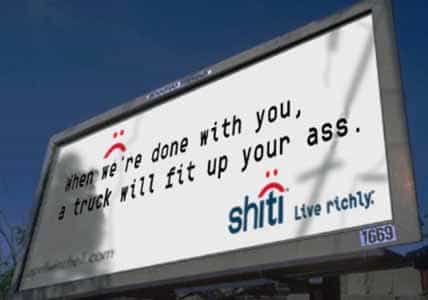 When we're done with you,
a truck will fit up your ass.
shiti Live richly.
1669